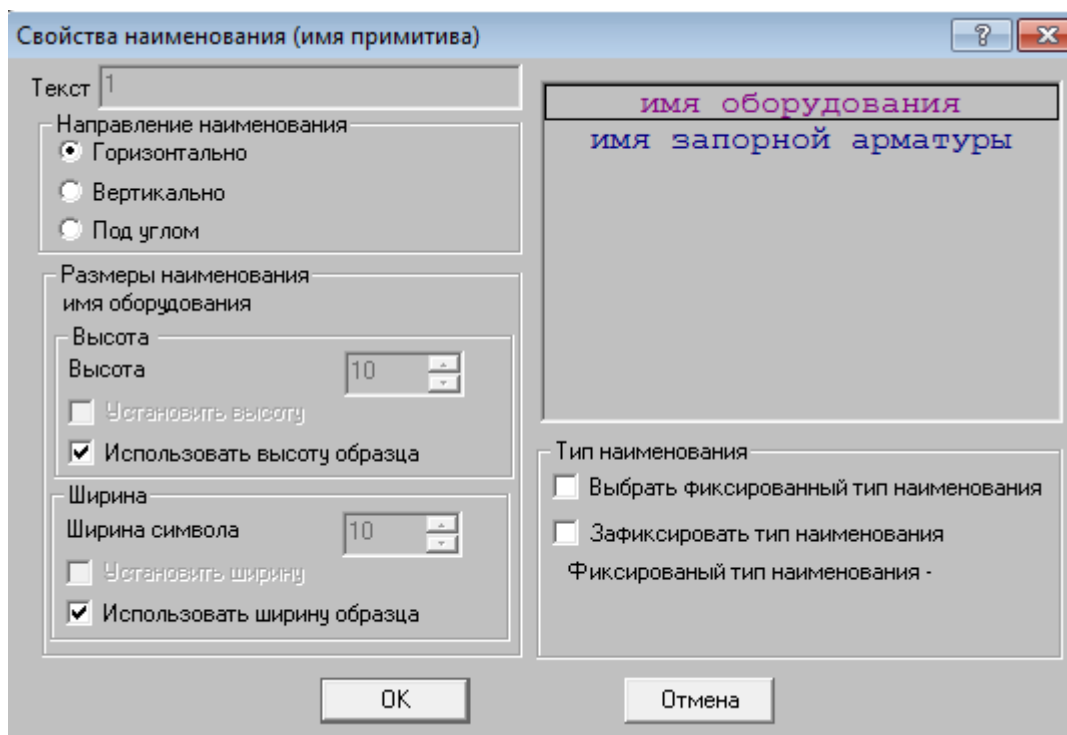 Свойства наименования (имя примитива)
Текст 1
Направление наименования
Горизонтально
Вертикально
Под углом
Размеры наименования
имя оборудования
Высота
Высота 10
Установить высоту
Использовать высоту образца
Ширина
Ширина символа 10
Установить ширину
Использовать ширину образца
имя оборудования
имя запорной арматуры
Тип наименования
Выбрать фиксированный тип наименования
Зафиксировать тип наименования
Фиксированый тип наименования -
OK
Отмена